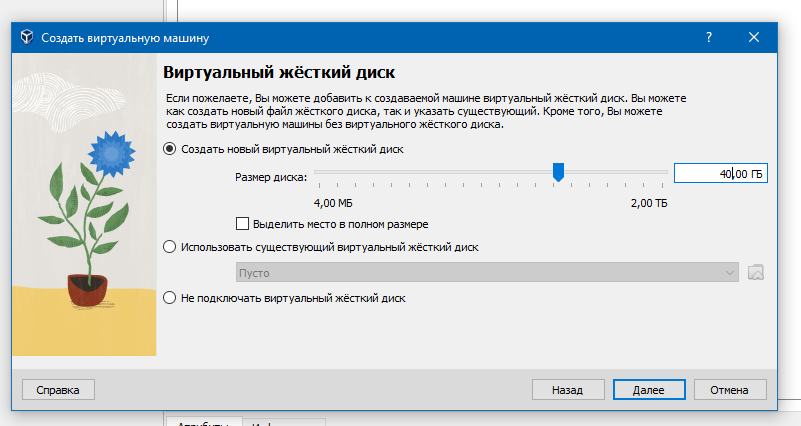 Создать виртуальную машину
?
Виртуальный жёсткий диск
Если пожелаете, Вы можете добавить к создаваемой машине виртуальный жёсткий диск. Вы можете
как создать новый файл жёсткого диска, так и указать существующий. Кроме того, Вы можете
создать виртуальную машины без виртуального жёсткого диска.
Создать новый виртуальный жёсткий диск
Размер диска:
40,00 ГБ
4,00 МБ
2,00 ТБ
Выделить место в полном размере
Использовать существующий виртуальный жёсткий диск
Пусто
Не подключать виртуальный жёсткий диск
Справка
Назад
Далее
Отмена